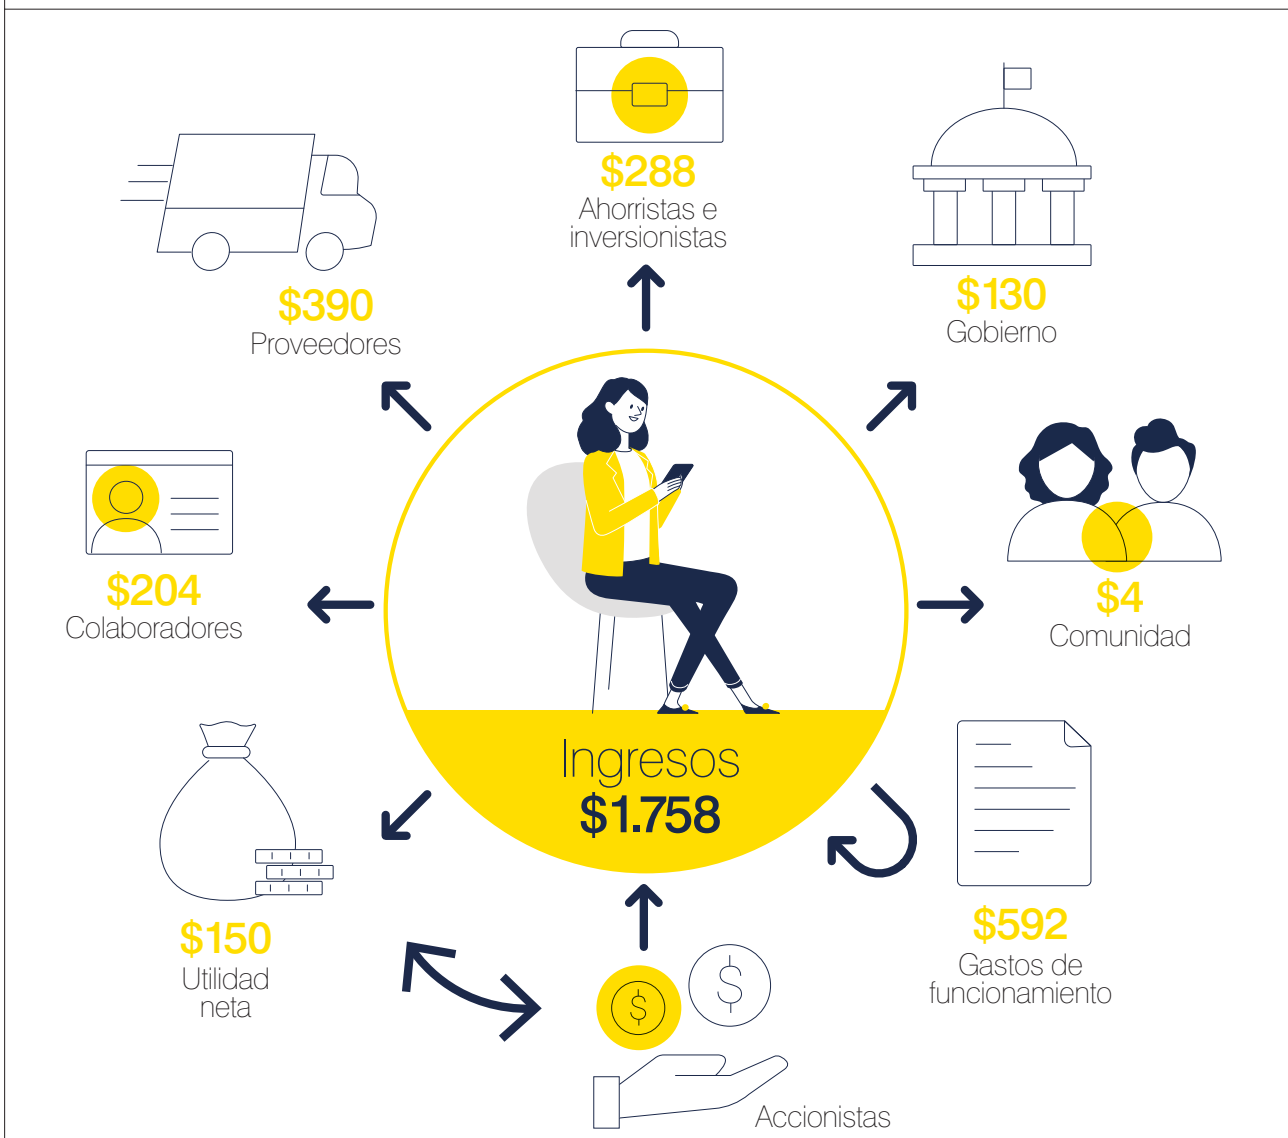 $288
Ahorristas e
inversionistas
$390
Proveedores
$130
Gobierno
$204
Colaboradores
$4
Comunidad
Ingresos
$1.758
$150
Utilidad
neta
$592
Gastos de
funcionamiento
$
$
Accionistas